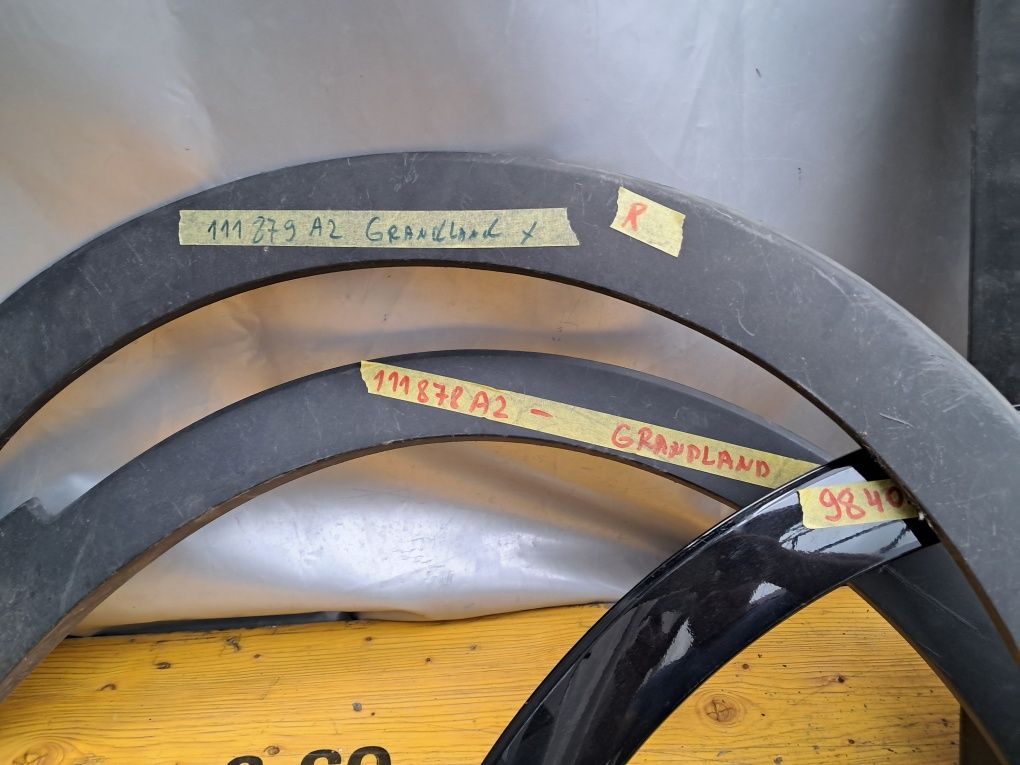 111879 A2 GRANdLANd X
R
111878 A2 - GRANDLAND
9840